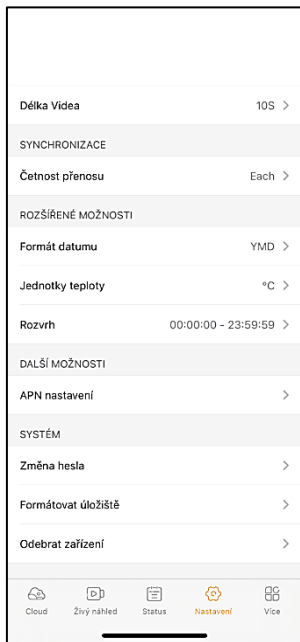 Délka Videa 10S >
SYNCHRONIZACE
Četnost přenosu Each >
ROZŠÍŘENÉ MOŽNOSTI
Formát datumu YMD >
Jednotky teploty °C >
Rozvrh 00:00:00 - 23:59:59 >
DALŠÍ MOŽNOSTI
APN nastavení >
SYSTÉM
Změna hesla >
Formátovat úložiště >
Odebrat zařízení >
Cloud Živý náhled Status Nastavení Více